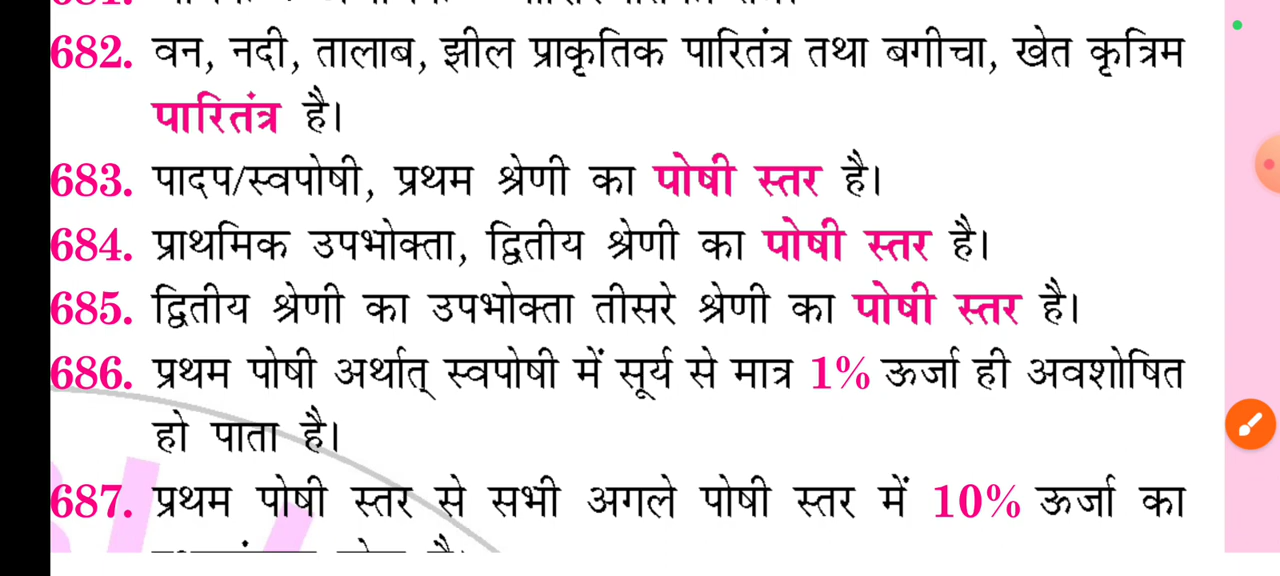 682. वन, नदी, तालाब, झील प्राकृतिक पारितंत्र तथा बगीचा, खेत कृत्रिम
पारितंत्र है।
683. पादप/स्वपोषी, प्रथम श्रेणी का पोषी स्तर है।
684. प्राथमिक उपभोक्ता, द्वितीय श्रेणी का पोषी स्तर है।
685. द्वितीय श्रेणी का उपभोक्ता तीसरे श्रेणी का पोषी स्तर है।
686. प्रथम पोषी अर्थात् स्वपोषी में सूर्य से मात्र 1% ऊर्जा ही अवशोषित
हो पाता है।
687. प्रथम पोषी स्तर से सभी अगले पोषी स्तर में 10% ऊर्जा का